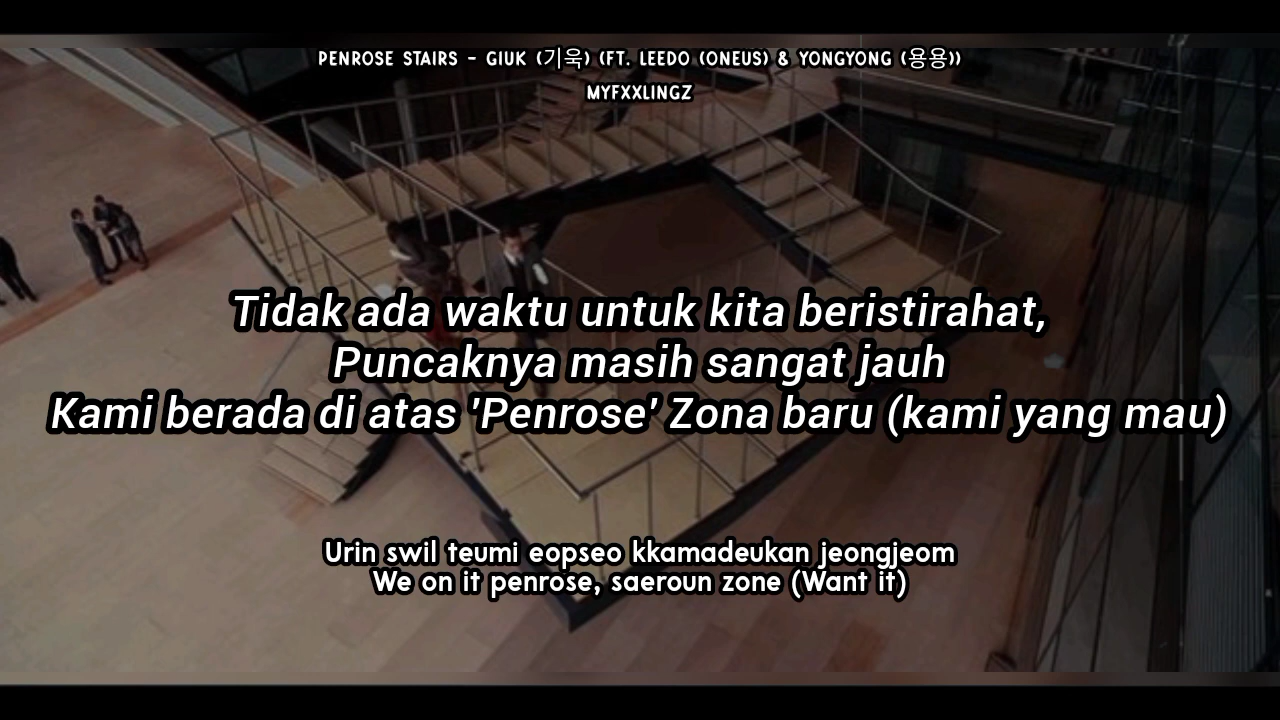 PENROSE STAIRS - GIUK (기욱) (FT. LEEDO (ONEUS) & YONGYONG (용용))
MYFXXLINGZ
Tidak ada waktu untuk kita beristirahat,
Puncaknya masih sangat jauh
Kami berada di atas 'Penrose' Zona baru (kami yang mau)
Urin swil teumi eopseo kkamadeukan jeongjeom
We on it penrose, saeroun zone (Want it)